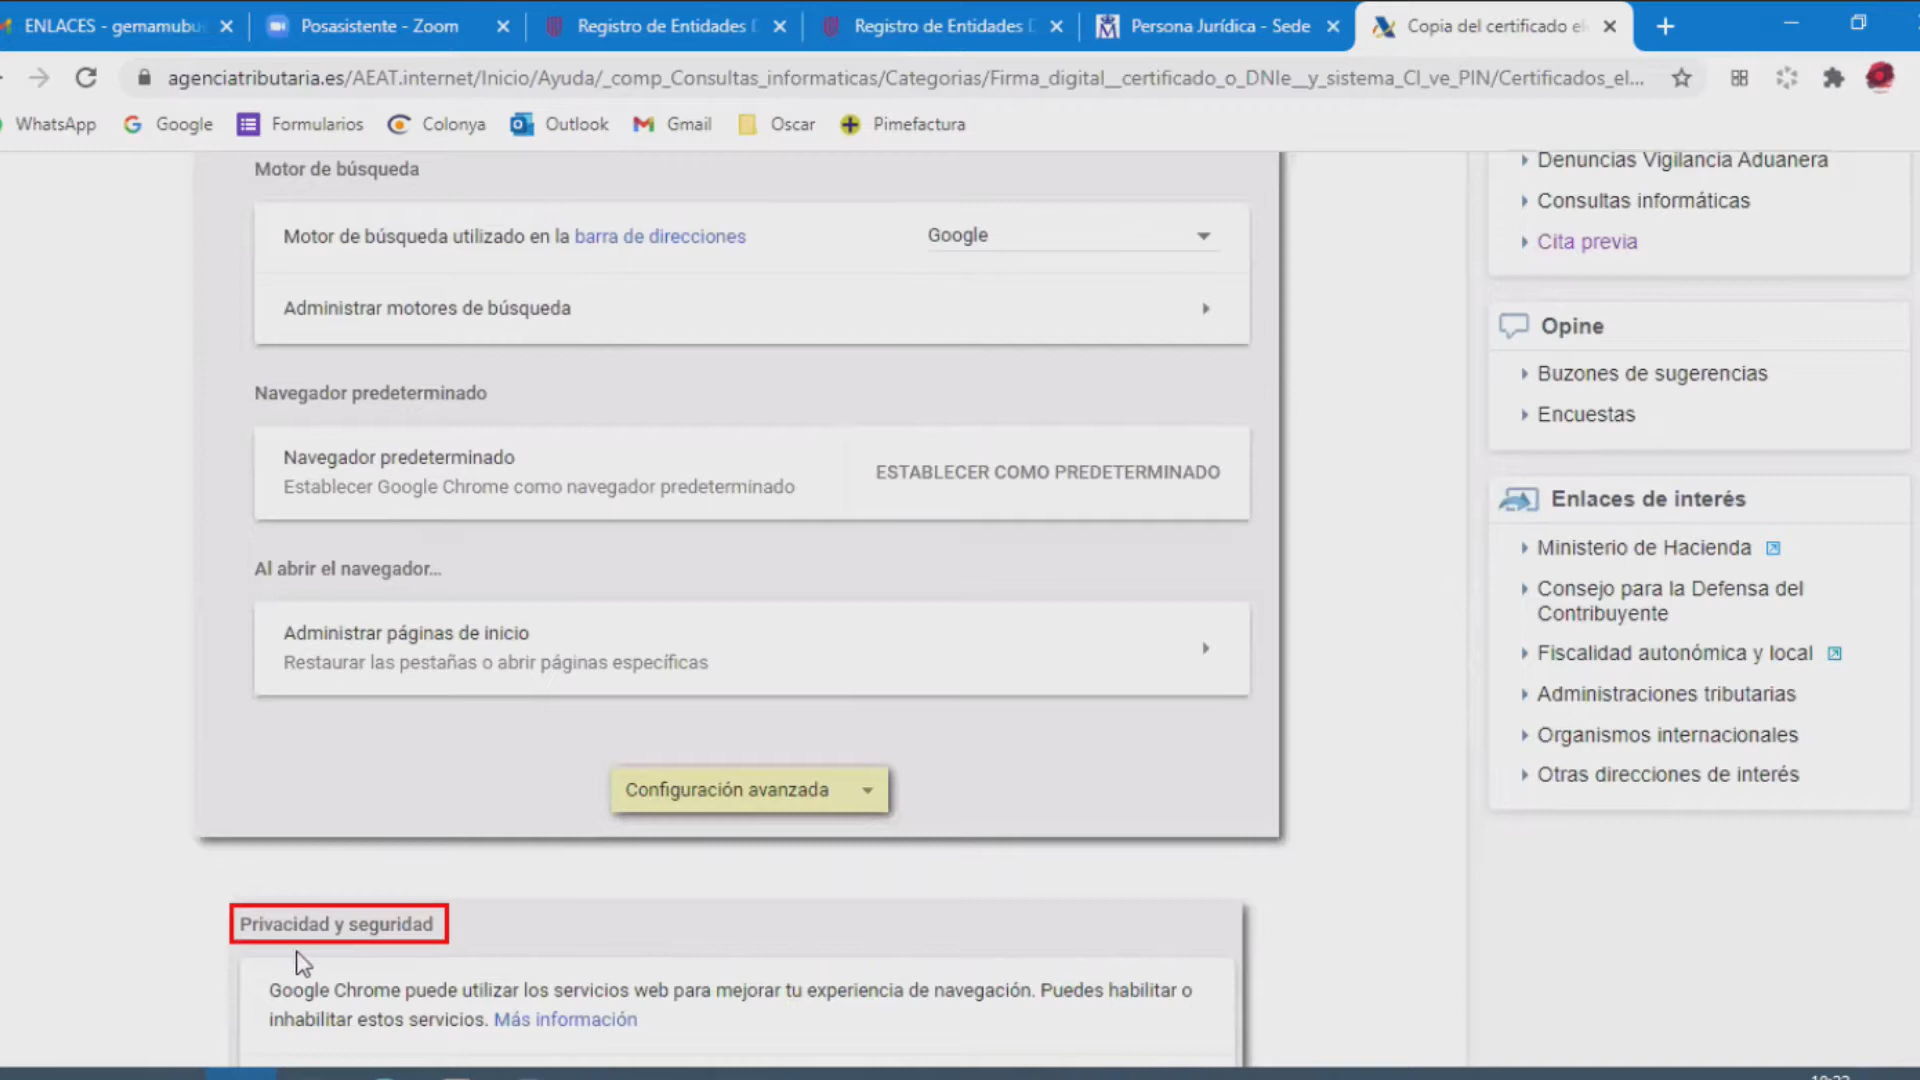 ENLACES - gemamubu
Posasistente - Zoom
Registro de Entidades
Registro de Entidades
Persona Jurídica - Sede
Copia del certificado el
agenciatributaria.es/AEAT.internet/Inicio/Ayuda/_comp_Consultas_informaticas/Categorias/Firma_digital__certificado_o_DNIe__y_sistema_Cl_ve_PIN/Certificados_el...
WhatsApp
Google
Formularios
Colonya
Outlook
Gmail
Oscar
Pimefactura
Motor de búsqueda
Motor de búsqueda utilizado en la barra de direcciones
Google
Administrar motores de búsqueda
Navegador predeterminado
Navegador predeterminado
Establecer Google Chrome como navegador predeterminado
ESTABLECER COMO PREDETERMINADO
Al abrir el navegador...
Administrar páginas de inicio
Restaurar las pestañas o abrir páginas específicas
Configuración avanzada
Privacidad y seguridad
Google Chrome puede utilizar los servicios web para mejorar tu experiencia de navegación. Puedes habilitar o
inhabilitar estos servicios. Más información
Denuncias Vigilancia Aduanera
Consultas informáticas
Cita previa
Opine
Buzones de sugerencias
Encuestas
Enlaces de interés
Ministerio de Hacienda
Consejo para la Defensa del
Contribuyente
Fiscalidad autonómica y local
Administraciones tributarias
Organismos internacionales
Otras direcciones de interés